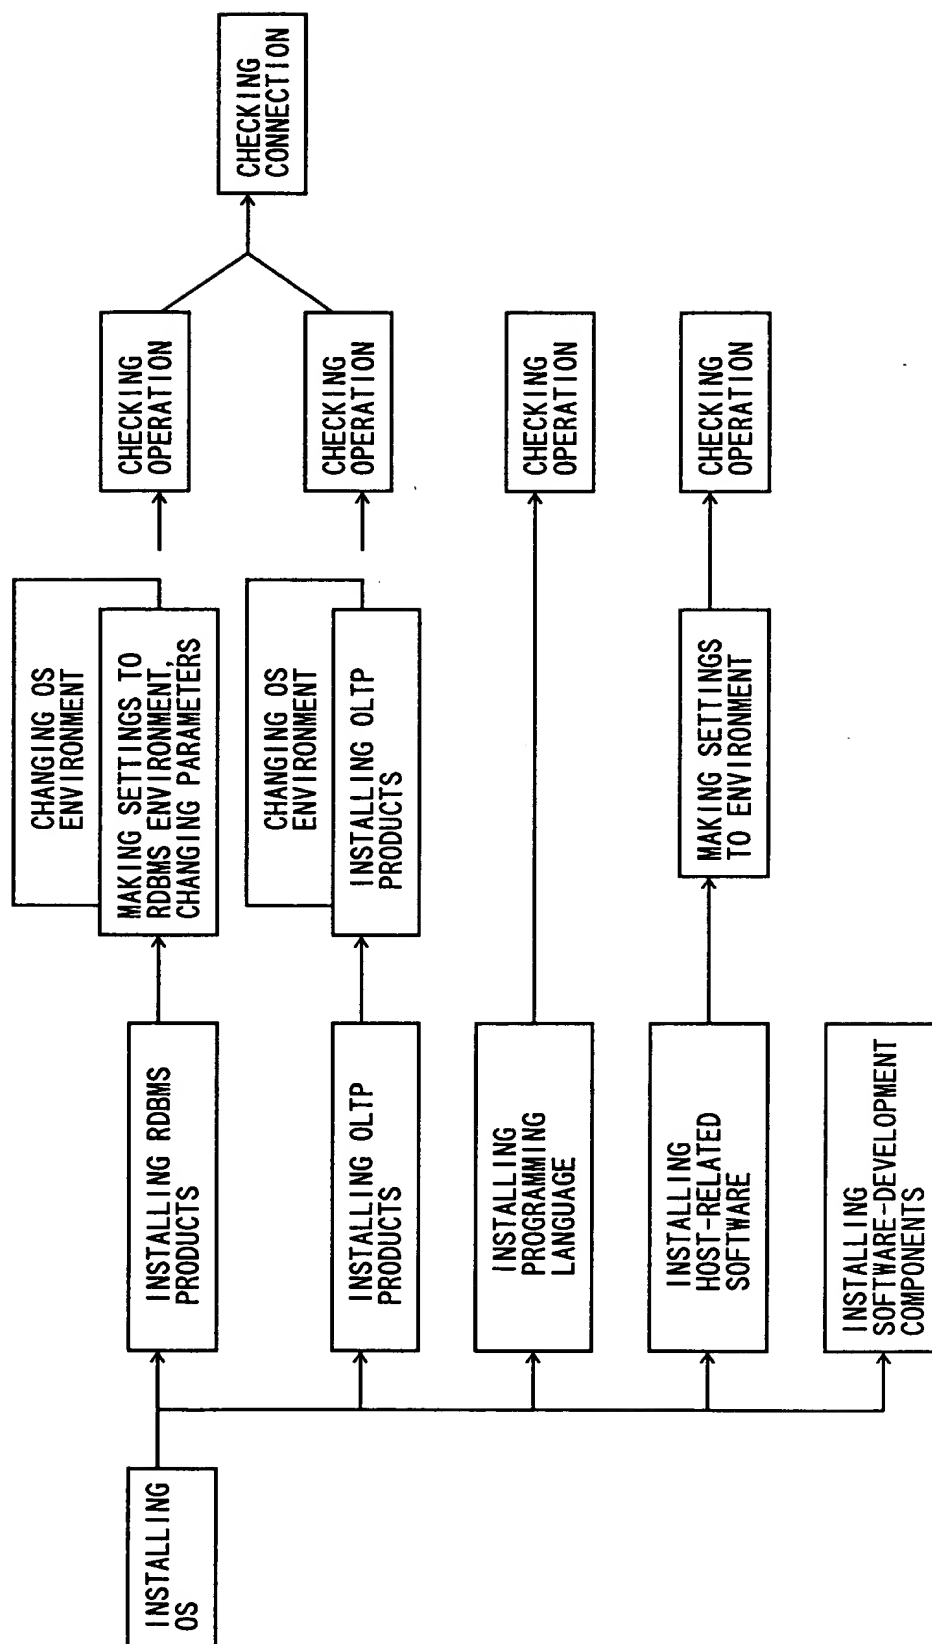 INSTALLING
OS
INSTALLING RDBMS
PRODUCTS
CHANGING OS
ENVIRONMENT
MAKING SETTINGS TO
RDBMS ENVIRONMENT,
CHANGING PARAMETERS
CHECKING
OPERATION
CHECKING
CONNECTION
INSTALLING OLTP
PRODUCTS
CHANGING OS
ENVIRONMENT
INSTALLING OLTP
PRODUCTS
CHECKING
OPERATION
INSTALLING
PROGRAMMING
LANGUAGE
CHECKING
OPERATION
INSTALLING
HOST-RELATED
SOFTWARE
MAKING SETTINGS
TO ENVIRONMENT
CHECKING
OPERATION
INSTALLING
SOFTWARE-DEVELOPMENT
COMPONENTS